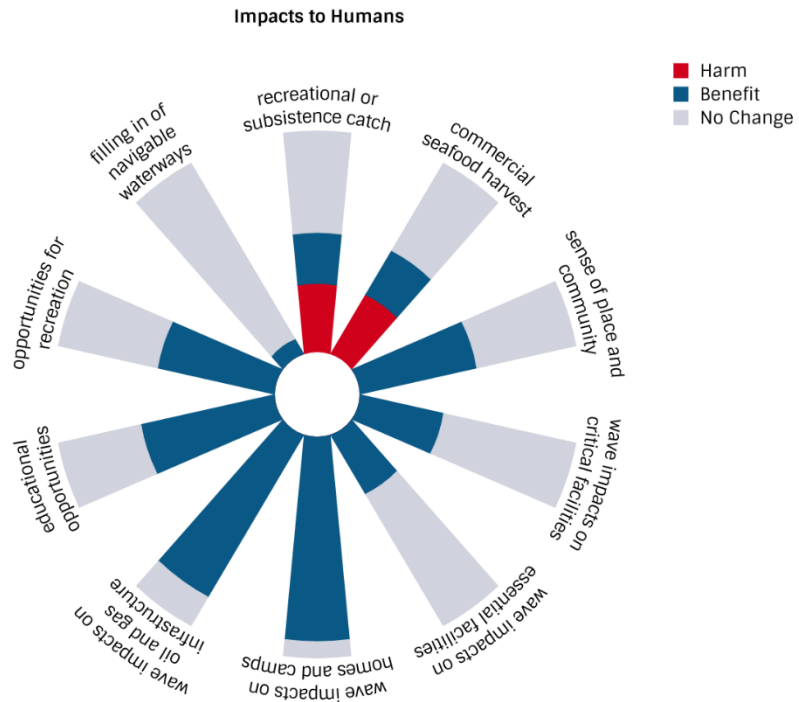 Impacts to Humans
Harm
Benefit
No Change
recreational or
subsistence catch
commercial
seafood harvest
sense of place and
community
wave impacts on
critical facilities
wave impacts on
essential facilities
wave impacts on
homes and camps
wave impacts on
oil and gas
infrastructure
educational
opportunities
opportunities for
recreation
filling in of
navigable
waterways